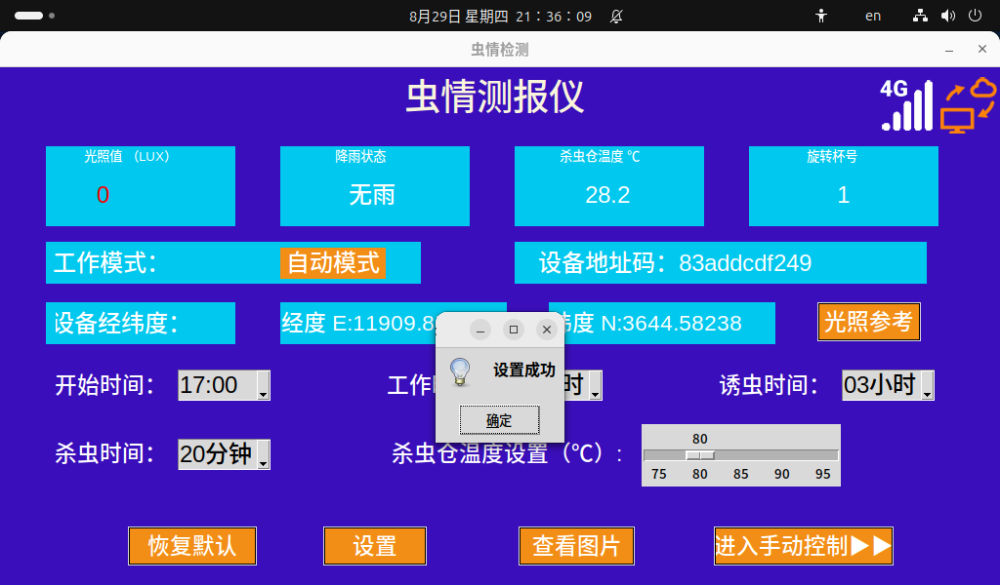 8月29日 星期四 21：36：09
en
虫情检测
虫情测报仪
4G
光照值 （LUX）
0
降雨状态
无雨
杀虫仓温度 ℃
28.2
旋转杯号
1
工作模式：
自动模式
设备地址码：83addcdf249
设备经纬度：
经度 E:11909.8
纬度 N:3644.58238
光照参考
设置成功
确定
开始时间：
17:00
工作
时
诱虫时间：
03小时
杀虫时间：
20分钟
杀虫仓温度设置（℃）:
80
75 80 85 90 95
恢复默认
设置
查看图片
进入手动控制▶▶